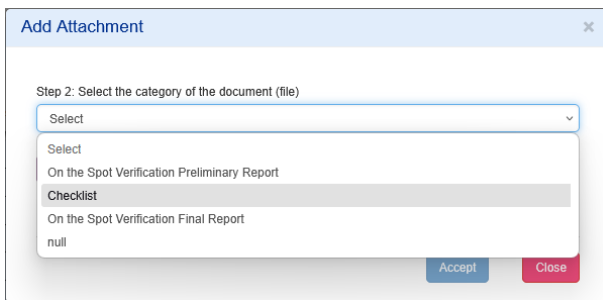 Add Attachment
×
Step 2: Select the category of the document (file)
Select
Select
On the Spot Verification Preliminary Report
Checklist
On the Spot Verification Final Report
null
Accept
Close